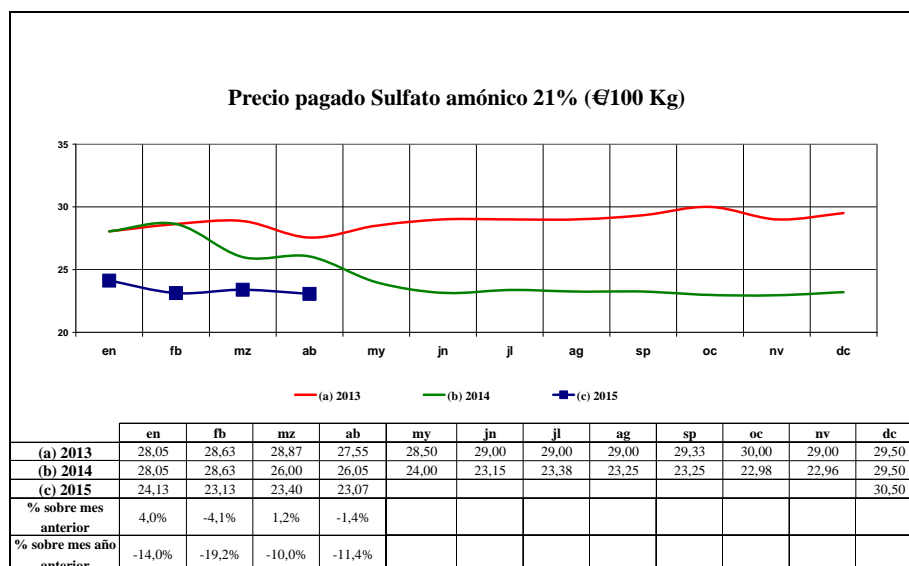 Precio pagado Sulfato amónico 21% (€/100 Kg)
35
30
25
20
en fb mz ab my jn jl ag sp oc nv dc
(a) 2013 (b) 2014 (c) 2015
en fb mz ab my jn jl ag sp oc nv dc
(a) 2013 28,05 28,63 28,87 27,55 28,50 29,00 29,00 29,00 29,33 30,00 29,00 29,50
(b) 2014 28,05 28,63 26,00 26,05 24,00 23,15 23,38 23,25 23,25 22,98 22,96 29,50
(c) 2015 24,13 23,13 23,40 23,07 30,50
% sobre mes
anterior 4,0% -4,1% 1,2% -1,4%
% sobre mes año
anterior -14,0% -19,2% -10,0% -11,4%